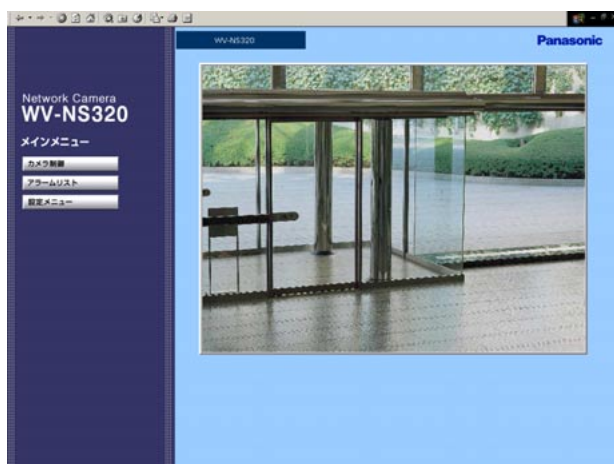 WV-NS320
Panasonic
Network Camera
WV-NS320
メインメニュー
カメラ制御
アラームリスト
設定メニュー